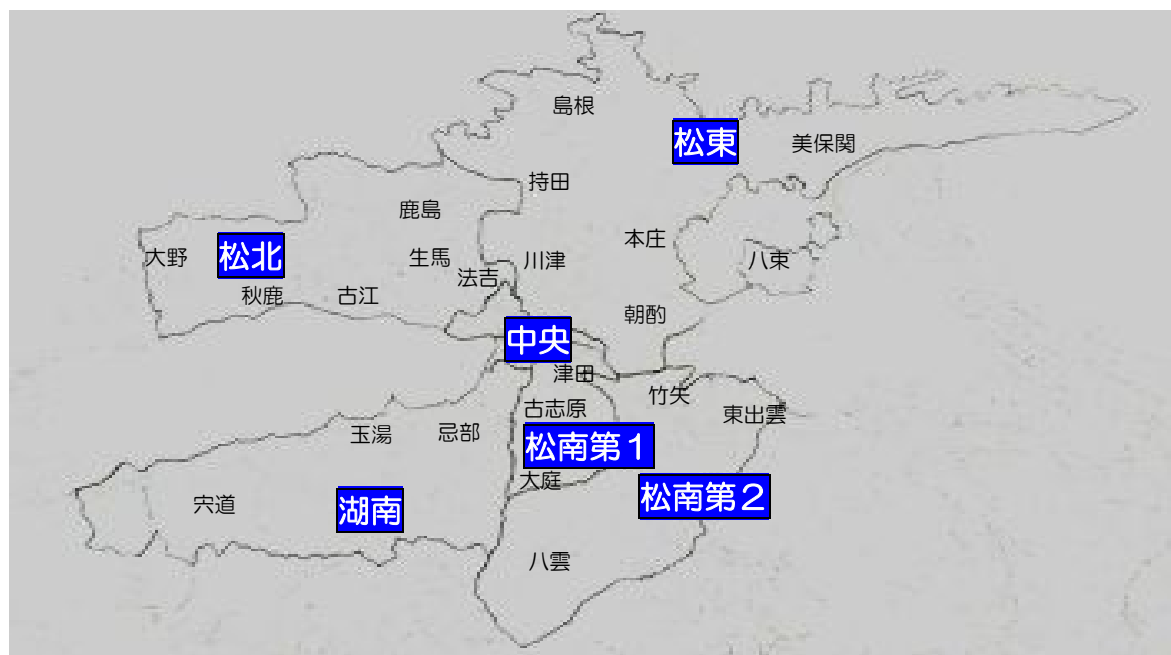 島根
松東
美保関
持田
鹿島
本庄
大野
松北
生馬
川津
八束
法吉
秋鹿
古江
朝酌
中央
津田
竹矢
古志原
東出雲
玉湯
忌部
松南第１
大庭
松南第２
宍道
湖南
八雲